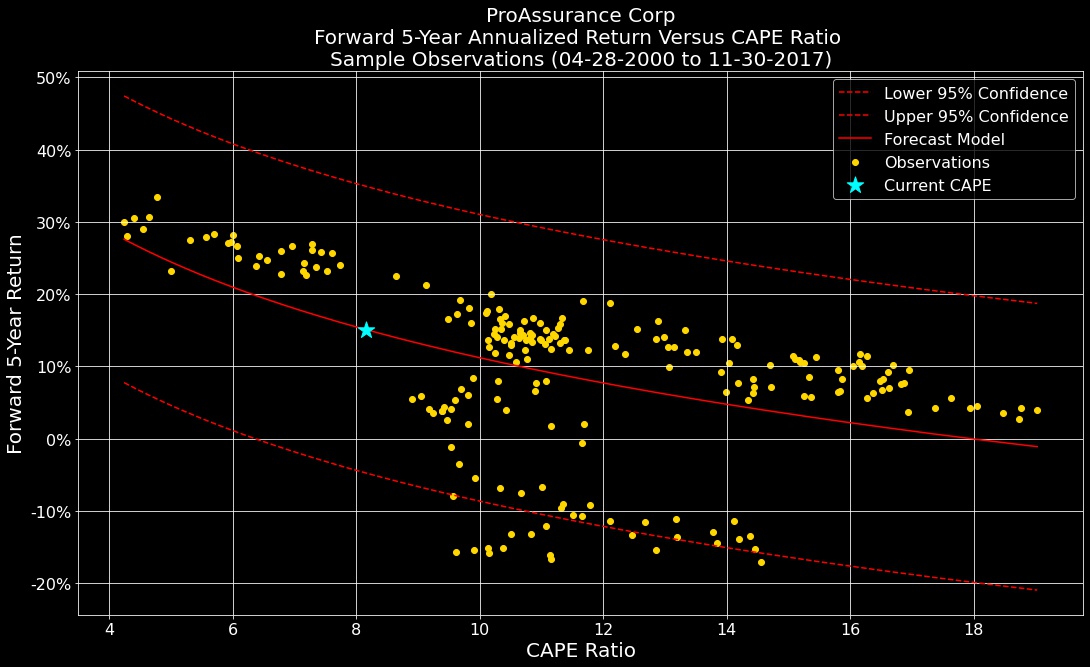 ProAssurance Corp
Forward 5-Year Annualized Return Versus CAPE Ratio
Sample Observations (04-28-2000 to 11-30-2017)
50%
40%
30%
20%
10%
0%
-10%
-20%
Forward 5-Year Return
Lower 95% Confidence
Upper 95% Confidence
Forecast Model
Observations
Current CAPE
4 6 8 10 12 14 16 18
CAPE Ratio